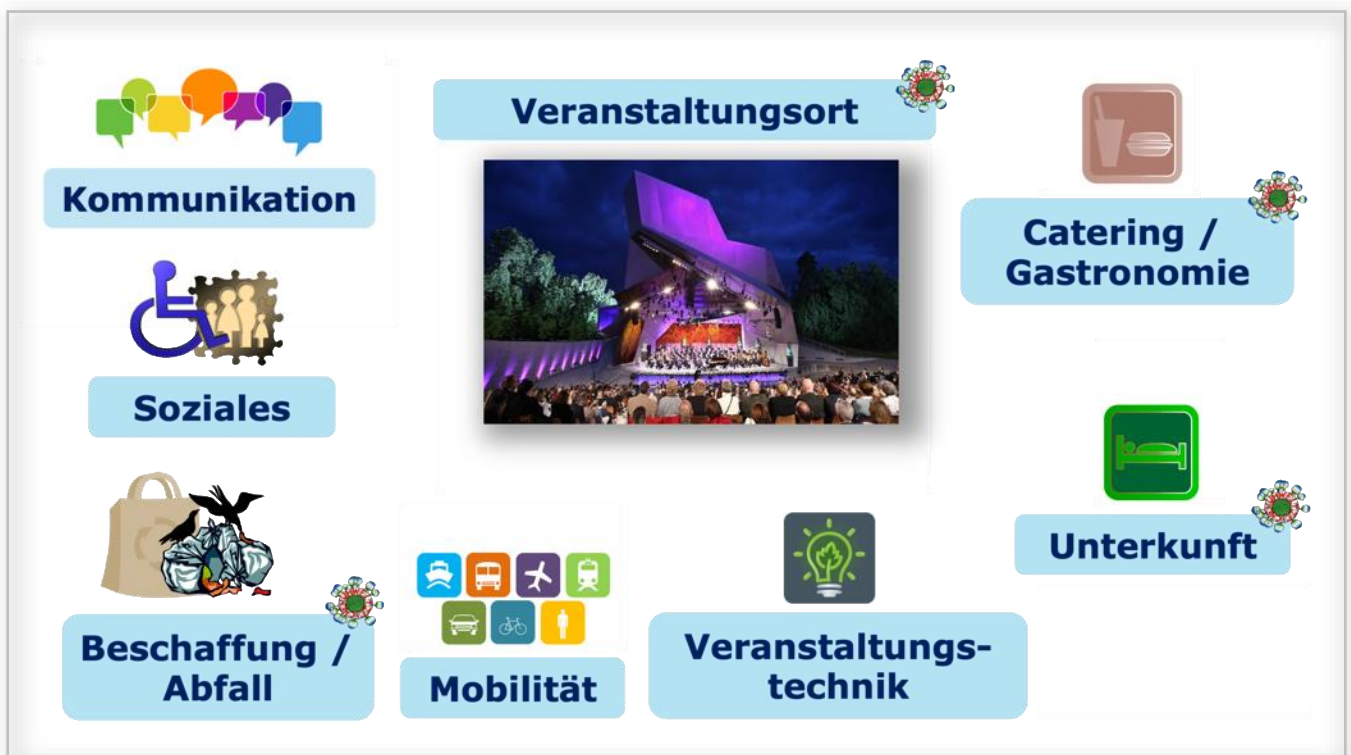 Veranstaltungsort
Kommunikation
Catering /
Gastronomie
Soziales
Unterkunft
Beschaffung /
Abfall
Mobilität
Veranstaltungs-
technik